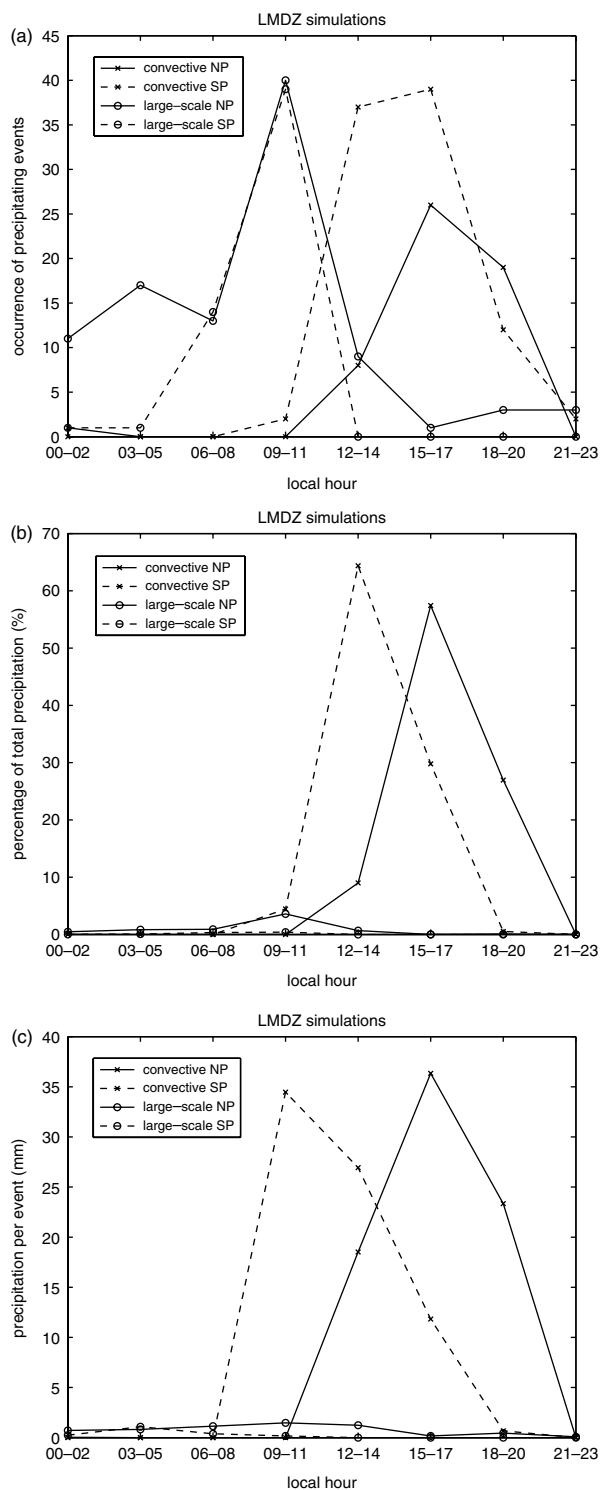 LMDZ simulations
(a)
45
40
35
30
25
20
15
10
5
0
occurrence of precipitating events
convective NP
convective SP
large−scale NP
large−scale SP
00−02 03−05 06−08 09−11 12−14 15−17 18−20 21−23
local hour
LMDZ simulations
(b)
70
60
50
40
30
20
10
0
percentage of total precipitation (%)
convective NP
convective SP
large−scale NP
large−scale SP
00−02 03−05 06−08 09−11 12−14 15−17 18−20 21−23
local hour
LMDZ simulations
(c)
40
35
30
25
20
15
10
5
0
precipitation per event (mm)
convective NP
convective SP
large−scale NP
large−scale SP
00−02 03−05 06−08 09−11 12−14 15−17 18−20 21−23
local hour